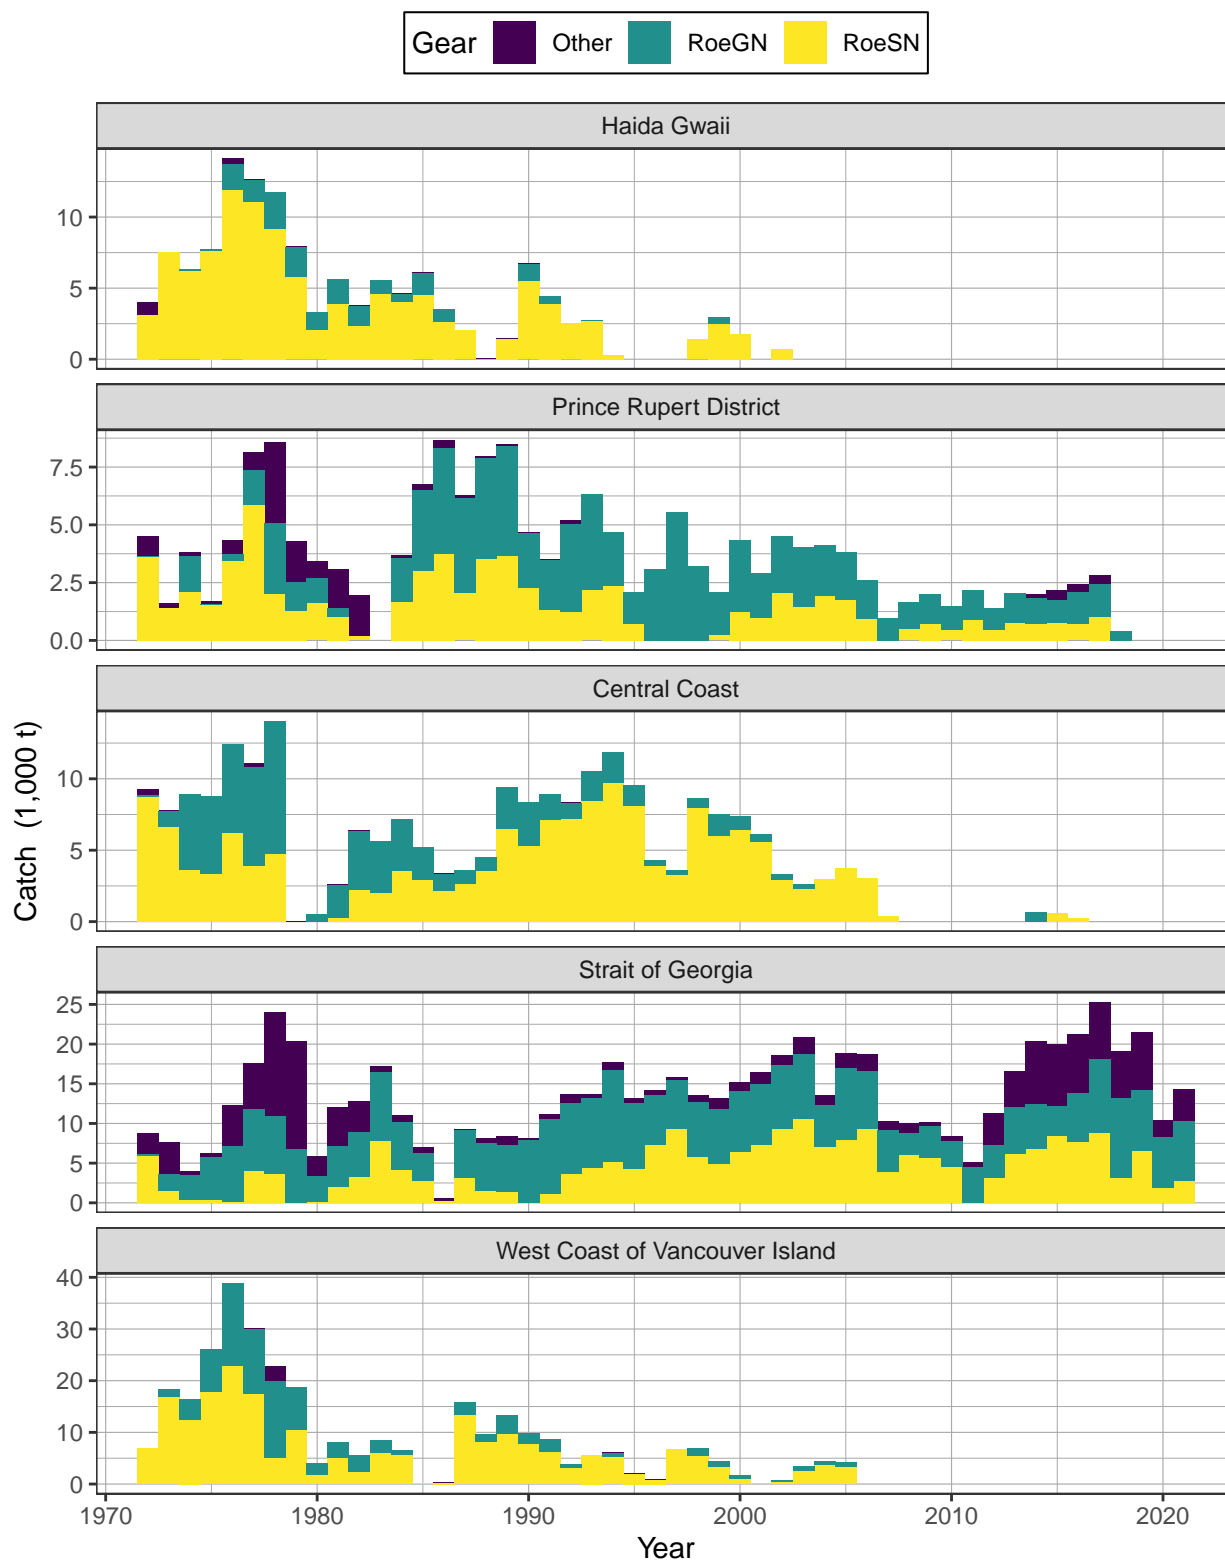 Gear Other RoeGN RoeSN
Haida Gwaii
10
5
0
Prince Rupert District
7.5
5.0
2.5
0.0
Central Coast
10
5
0
Catch (1,000 t)
Strait of Georgia
25
20
15
10
5
0
West Coast of Vancouver Island
40
30
20
10
0
1970 1980 1990 2000 2010 2020
Year